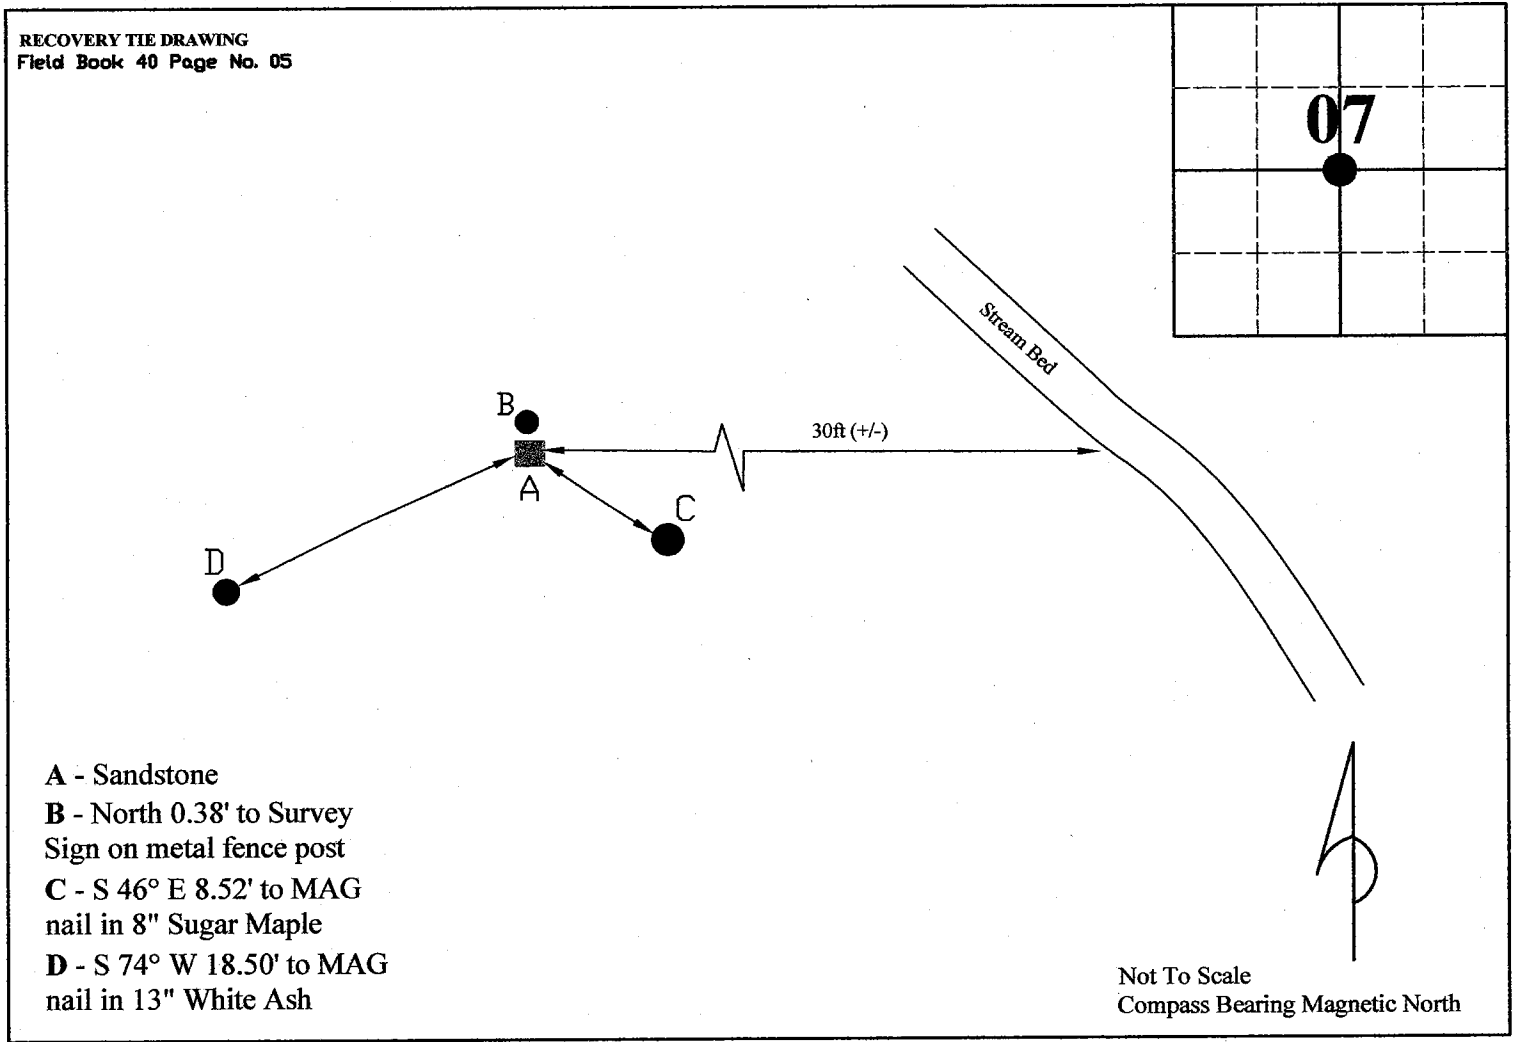 RECOVERY TIE DRAWING
Field Book 40 Page No. 05
07
Stream Bed
B
30ft (+/-)
A
C
D
A - Sandstone
B - North 0.38' to Survey
Sign on metal fence post
C - S 46° E 8.52' to MAG
nail in 8" Sugar Maple
D - S 74° W 18.50' to MAG
nail in 13" White Ash
Not To Scale
Compass Bearing Magnetic North